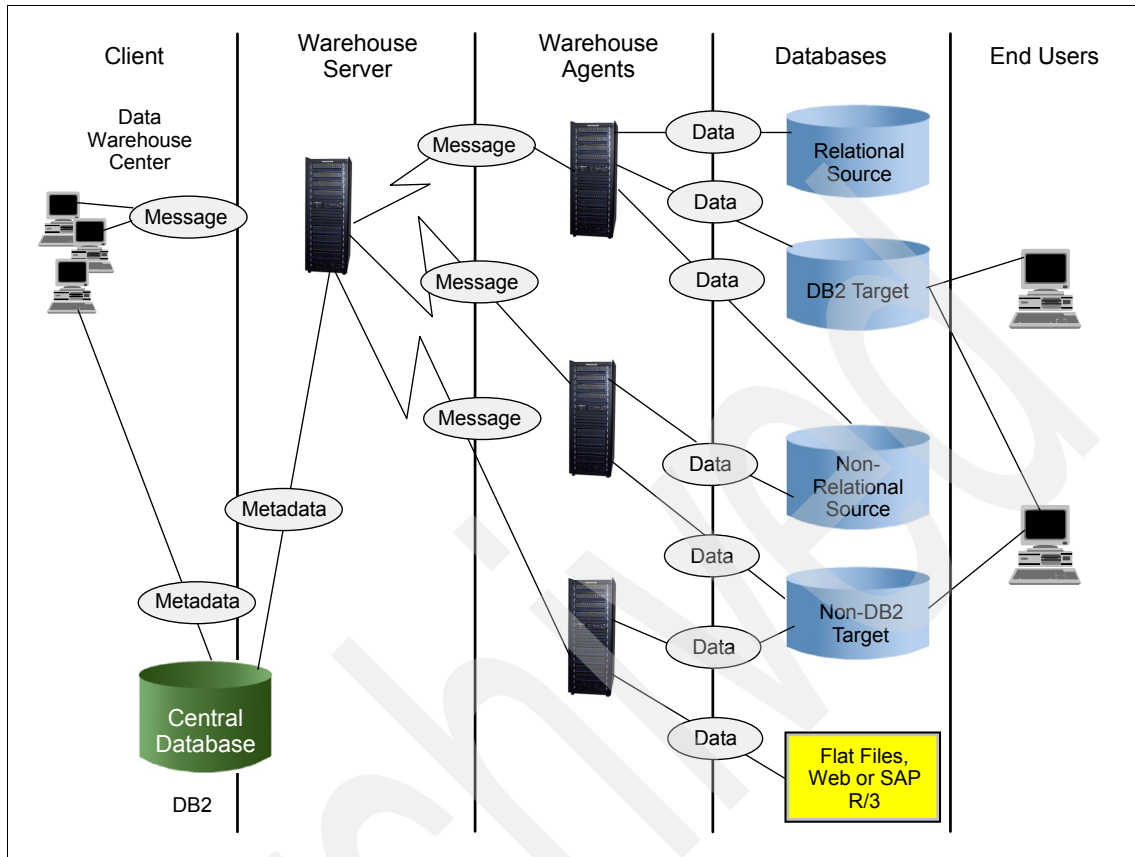 Client
Warehouse
Server
Warehouse
Agents
Databases
End Users
Data
Warehouse
Center
Message
Message
Message
Message
Metadata
Metadata
Central
Database
DB2
Data
Data
Data
Data
Data
Data
Data
Relational
Source
DB2 Target
Non-
Relational
Source
Non-DB2
Target
Flat Files,
Web or SAP
R/3